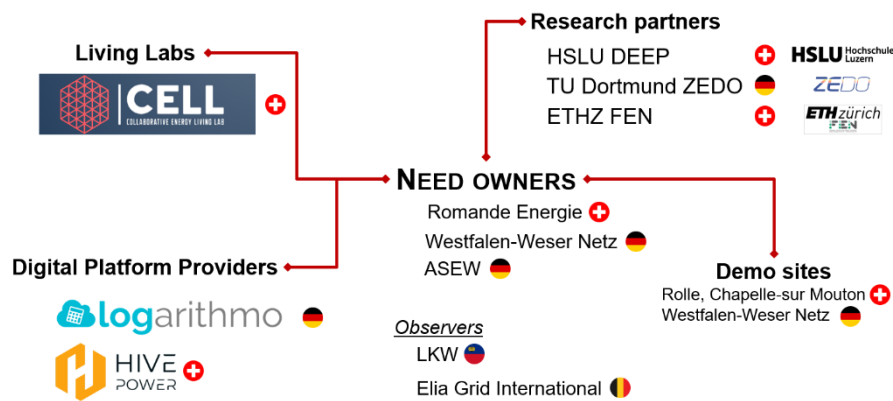 Living Labs
CELL
COLLABORATIVE ENERGY LIVING LAB
Research partners
HSLU DEEP
HSLU Hochschule
Luzern
TU Dortmund ZEDO
ZEDO
ETHZ FEN
ETH zürich
FEN
NEED OWNERS
Romande Energie
Westfalen-Weser Netz
ASEW
Digital Platform Providers
logarithmo
HIVE
POWER
Observers
LKW
Elia Grid International
Demo sites
Rolle, Chapelle-sur Mouton
Westfalen-Weser Netz